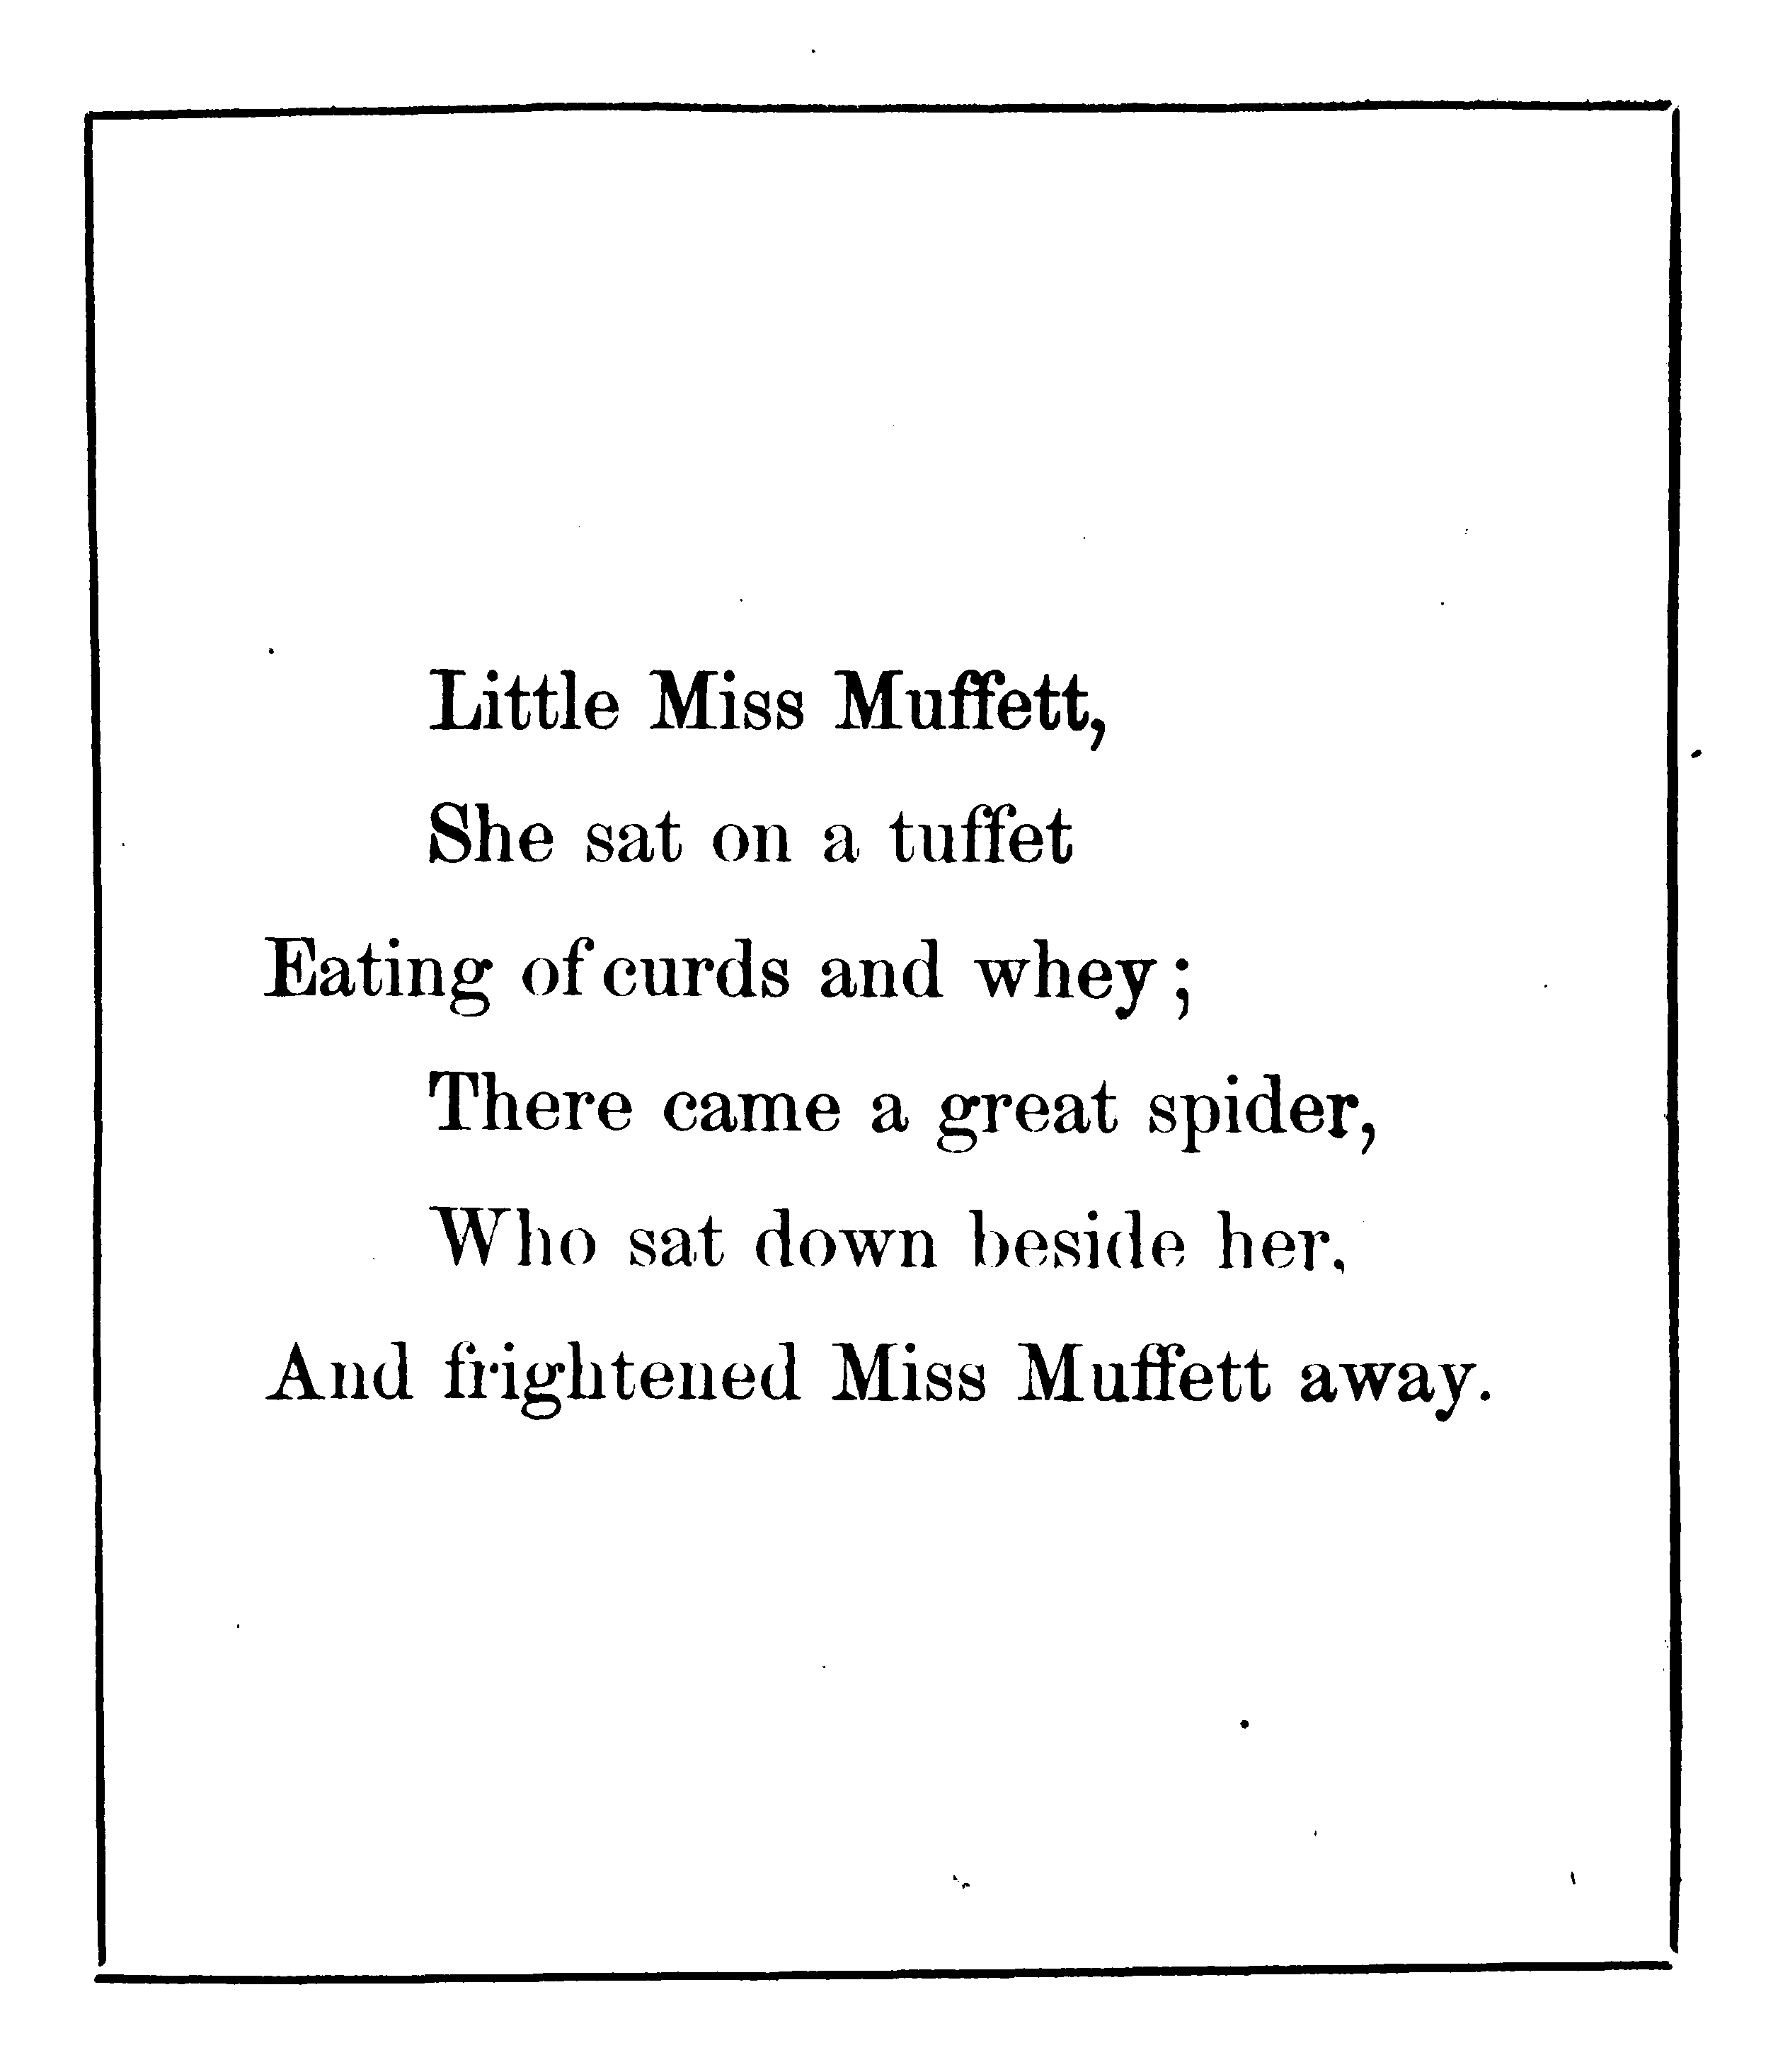 Little Miss Muffett,
She sat on a tuffet
Eating of curds and whey;
There came a great spider,
Who sat down beside her,
And frightened Miss Muffett away.